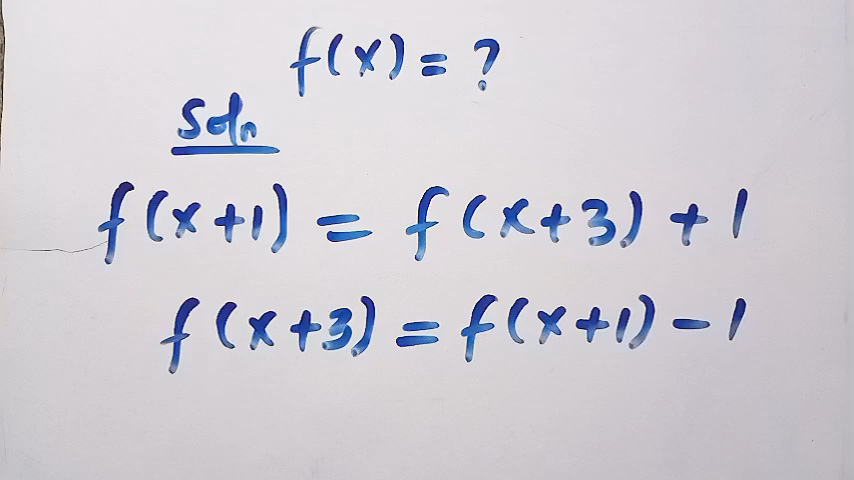 f(x) = ?
Soln
f(x+1) = f(x+3) + 1
f(x+3) = f(x+1) - 1